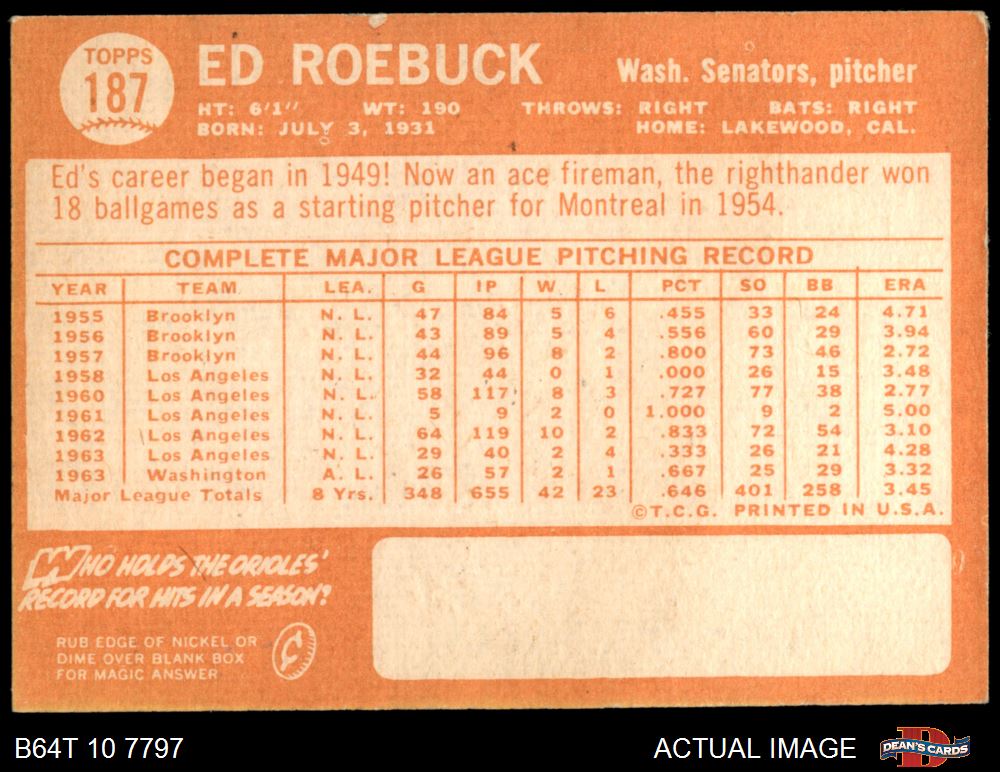 TOPPS
187
ED ROEBUCK
Wash. Senators, pitcher
HT: 6'1" WT: 190 THROWS: RIGHT BATS: RIGHT
BORN: JULY 3, 1931 HOME: LAKEWOOD, CAL.
Ed's career began in 1949! Now an ace fireman, the righthander won
18 ballgames as a starting pitcher for Montreal in 1954.
COMPLETE MAJOR LEAGUE PITCHING RECORD
YEAR TEAM LEA. G IP W L PCT SO BB ERA
1955 Brooklyn N. L. 47 84 5 6 .455 33 24 4.71
1956 Brooklyn N. L. 43 89 5 4 .556 60 29 3.94
1957 Brooklyn N. L. 44 96 8 2 .800 73 46 2.72
1958 Los Angeles N. L. 32 44 0 1 .000 26 15 3.48
1960 Los Angeles N. L. 58 117 8 3 .727 77 38 2.77
1961 Los Angeles N. L. 5 9 2 0 1.000 9 2 5.00
1962 Los Angeles N. L. 64 119 10 2 .833 72 54 3.10
1963 Los Angeles N. L. 29 40 2 4 .333 26 21 4.28
1963 Washington A. L. 26 57 2 1 .667 25 29 3.32
Major League Totals 8 Yrs. 348 655 42 23 .646 401 258 3.45
©T.C.G. PRINTED IN U.S.A.
WHO HOLDS THE ORIOLES'
RECORD FOR HITS IN A SEASON?
RUB EDGE OF NICKEL OR
DIME OVER BLANK BOX
FOR MAGIC ANSWER
¢
B64T 10 7797
ACTUAL IMAGE
D
DEAN'S CARDS